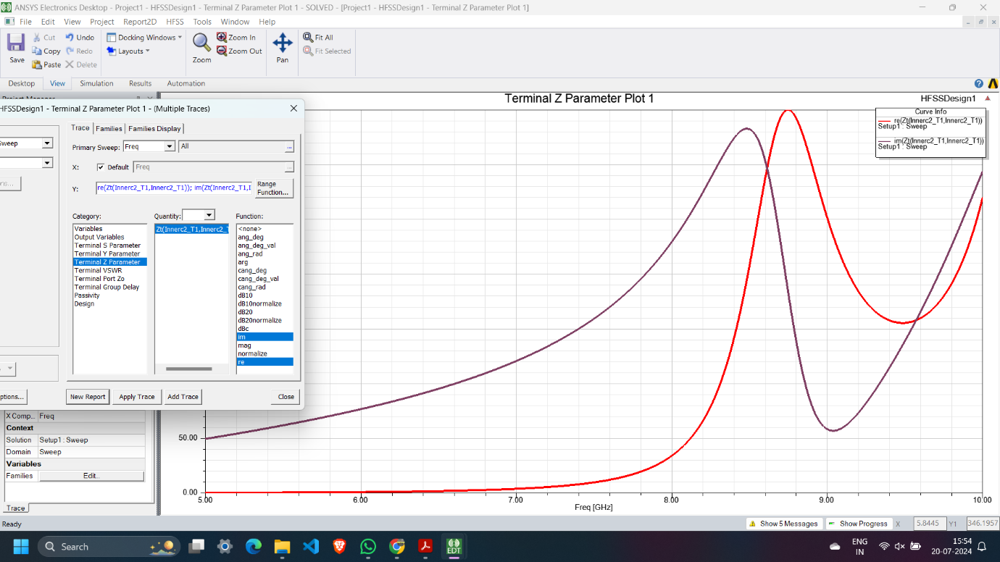 ANSYS Electronics Desktop - Project1 - HFSSDesign1 - Terminal Z Parameter Plot 1 - SOLVED - [Project1 - HFSSDesign1 - Terminal Z Parameter Plot 1]
File Edit View Project Report2D HFSS Tools Window Help
Save
Cut
Copy
Paste
Undo
Redo
Delete
Docking Windows
Layouts
Zoom
Zoom In
Zoom Out
Pan
Fit All
Fit Selected
Desktop View Simulation Results Automation
HFSSDesign1 - Terminal Z Parameter Plot 1 - (Multiple Traces)
Trace Families Families Display
Sweep
Primary Sweep: Freq All ...
X: Default Freq ...
Y: re(Zt(Innerc2_T1,Innerc2_T1)); im(Zt(Innerc2_T1,I
Range
Function...
Category: Quantity: Function:
Variables
Output Variables
Terminal S Parameter
Terminal Y Parameter
Terminal Z Parameter
Terminal VSWR
Terminal Port Zo
Terminal Group Delay
Passivity
Design
Zt(Innerc2_T1,Innerc2_T
<none>
ang_deg
ang_deg_val
ang_rad
arg
cang_deg
cang_deg_val
cang_rad
dB10
dB10normalize
dB20
dB20normalize
dBc
im
mag
normalize
re
ptions... New Report Apply Trace Add Trace Close
X Comp... Freq
Context
Solution Setup1 : Sweep
Domain Sweep
Variables
Families Edit...
Trace
Terminal Z Parameter Plot 1
HFSSDesign1
Curve Info
re(Zt(Innerc2_T1,Innerc2_T1))
Setup1 : Sweep
im(Zt(Innerc2_T1,Innerc2_T1))
Setup1 : Sweep
50.00
0.00
5.00 6.00 7.00 8.00 9.00 10.00
Freq [GHz]
Ready
Show 5 Messages Show Progress X 5.8445 Y1 346.1957
Search
EDT
ENG
IN
15:54
20-07-2024